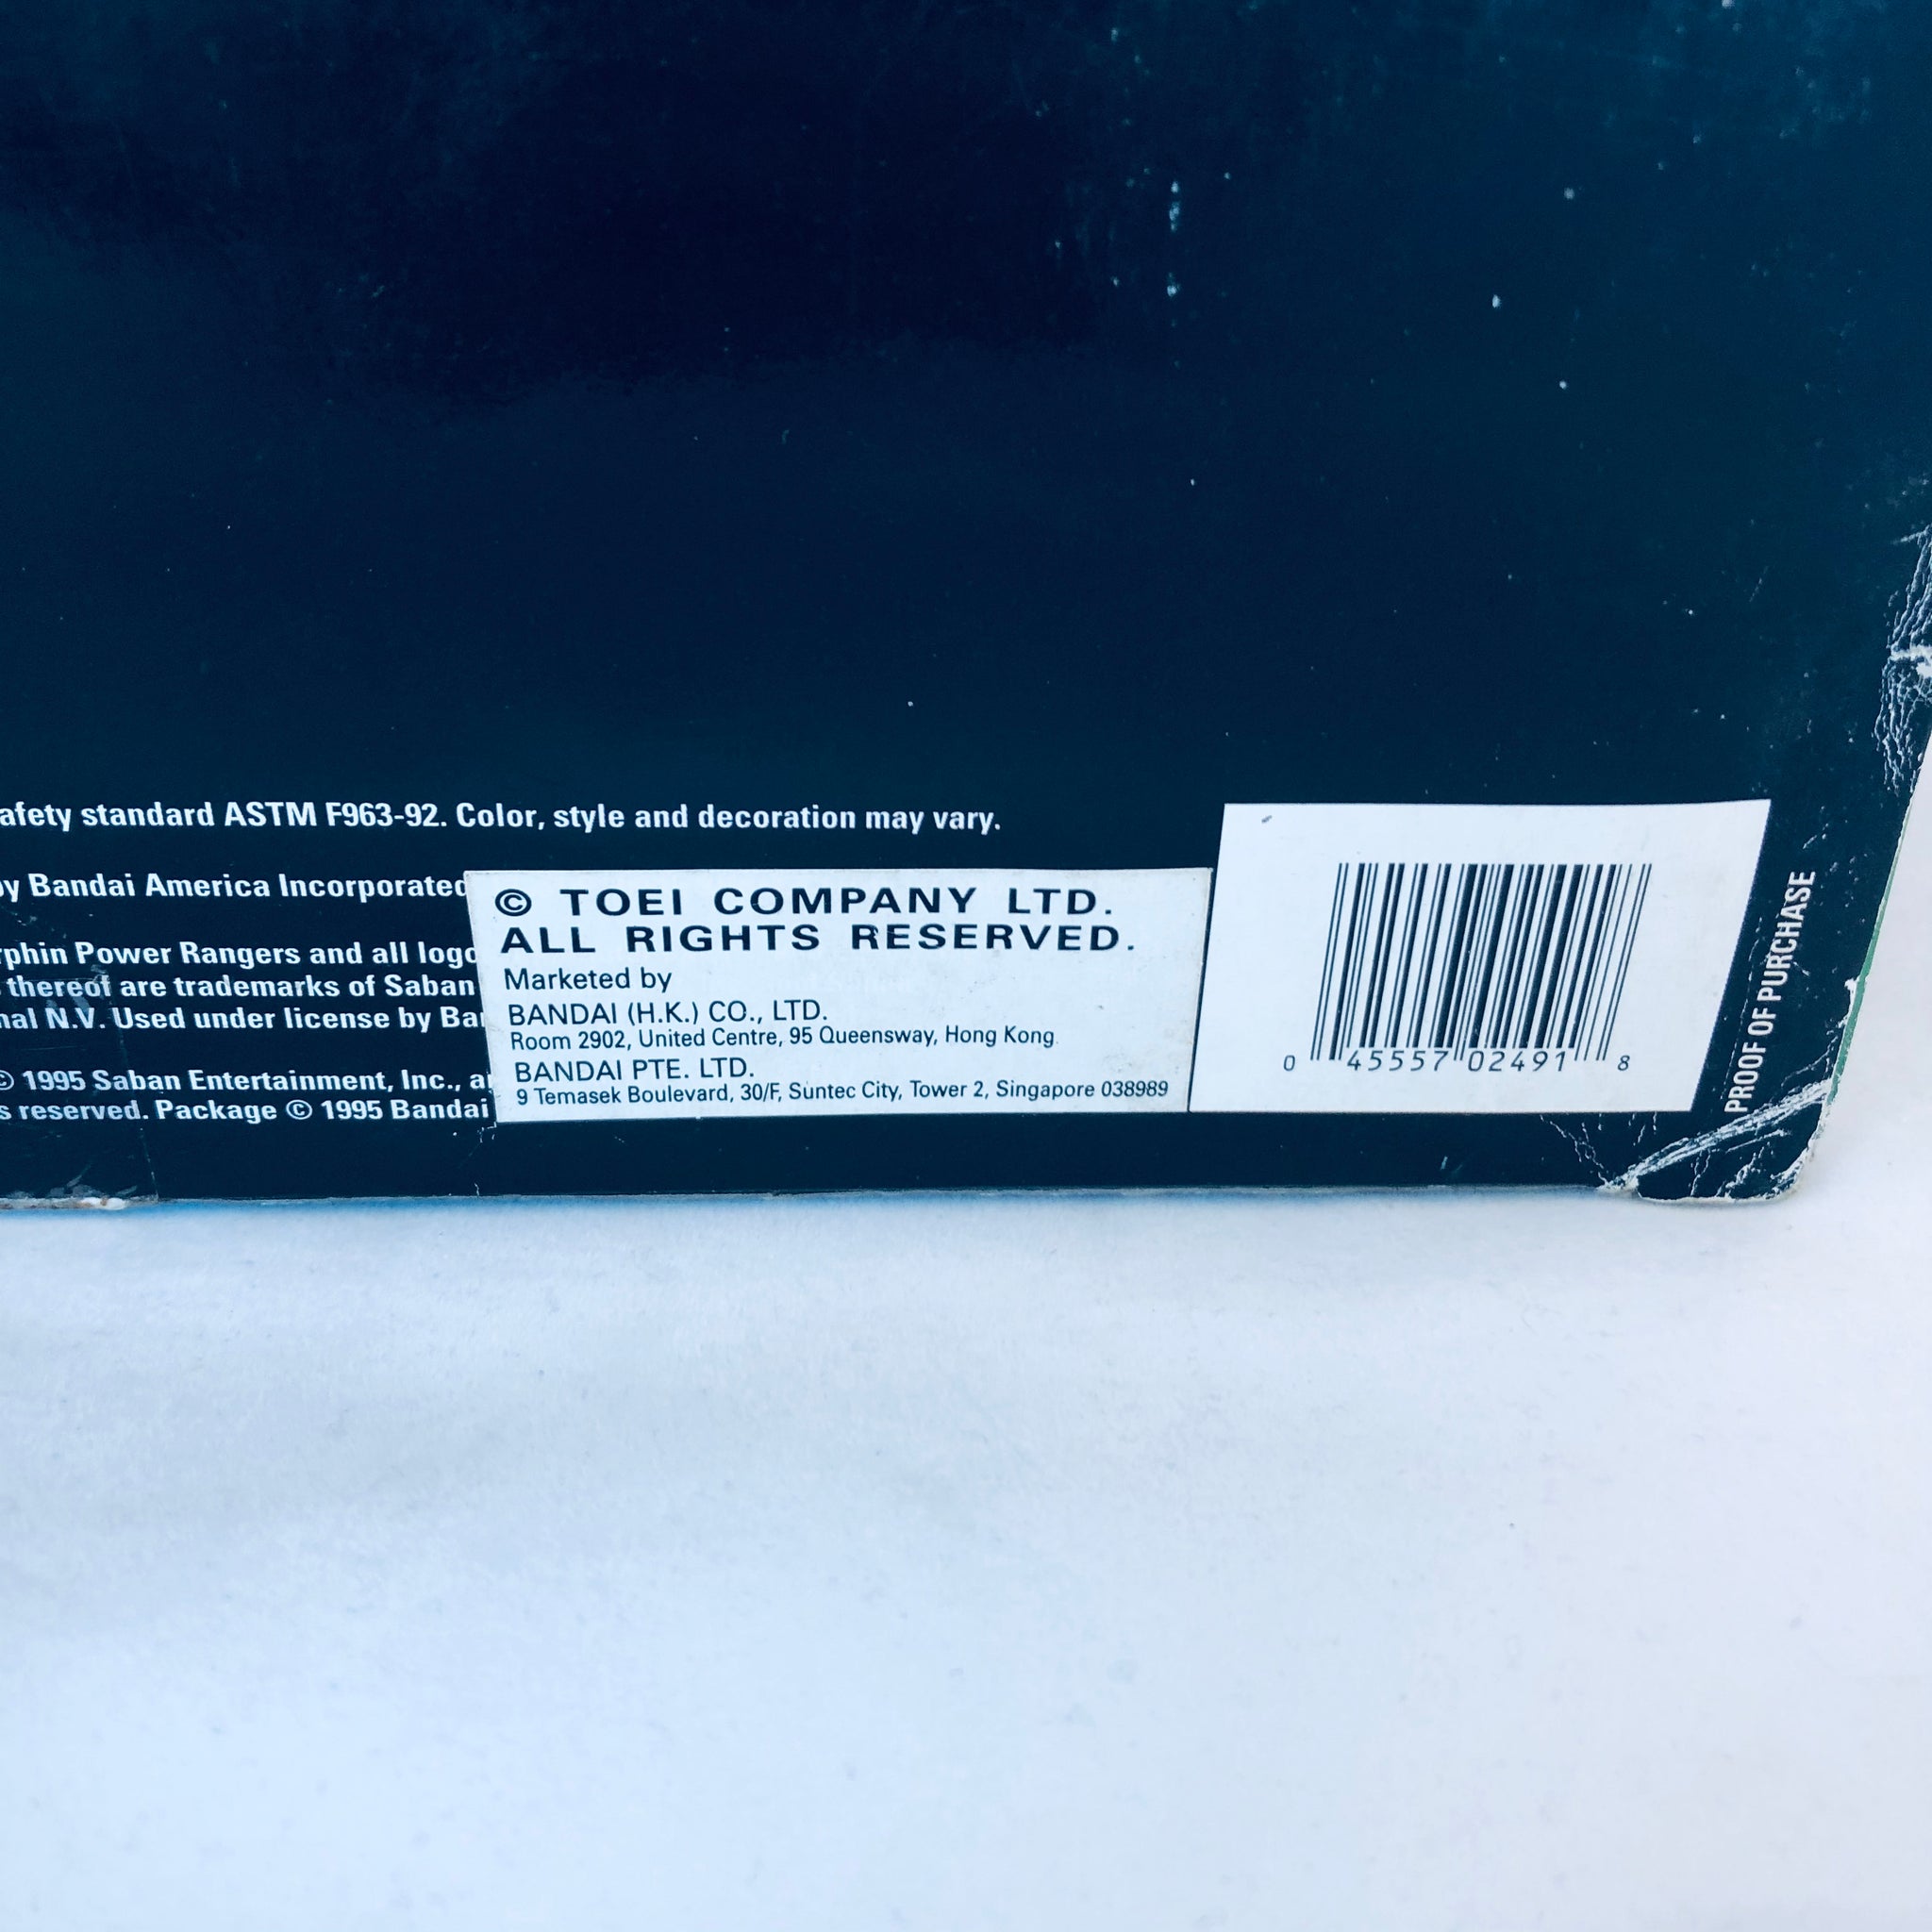 afety standard ASTM F963-92. Color, style and decoration may vary.
y Bandai America Incorporated
rphin Power Rangers and all logo
thereof are trademarks of Saban
nal N.V. Used under license by Ba
© 1995 Saban Entertainment, Inc., a
s reserved. Package © 1995 Bandai
© TOEI COMPANY LTD.
ALL RIGHTS RESERVED.
Marketed by
BANDAI (H.K.) CO., LTD.
Room 2902, United Centre, 95 Queensway, Hong Kong.
BANDAI PTE. LTD.
9 Temasek Boulevard, 30/F, Suntec City, Tower 2, Singapore 038989
0 45557 02491 8
PROOF OF PURCHASE